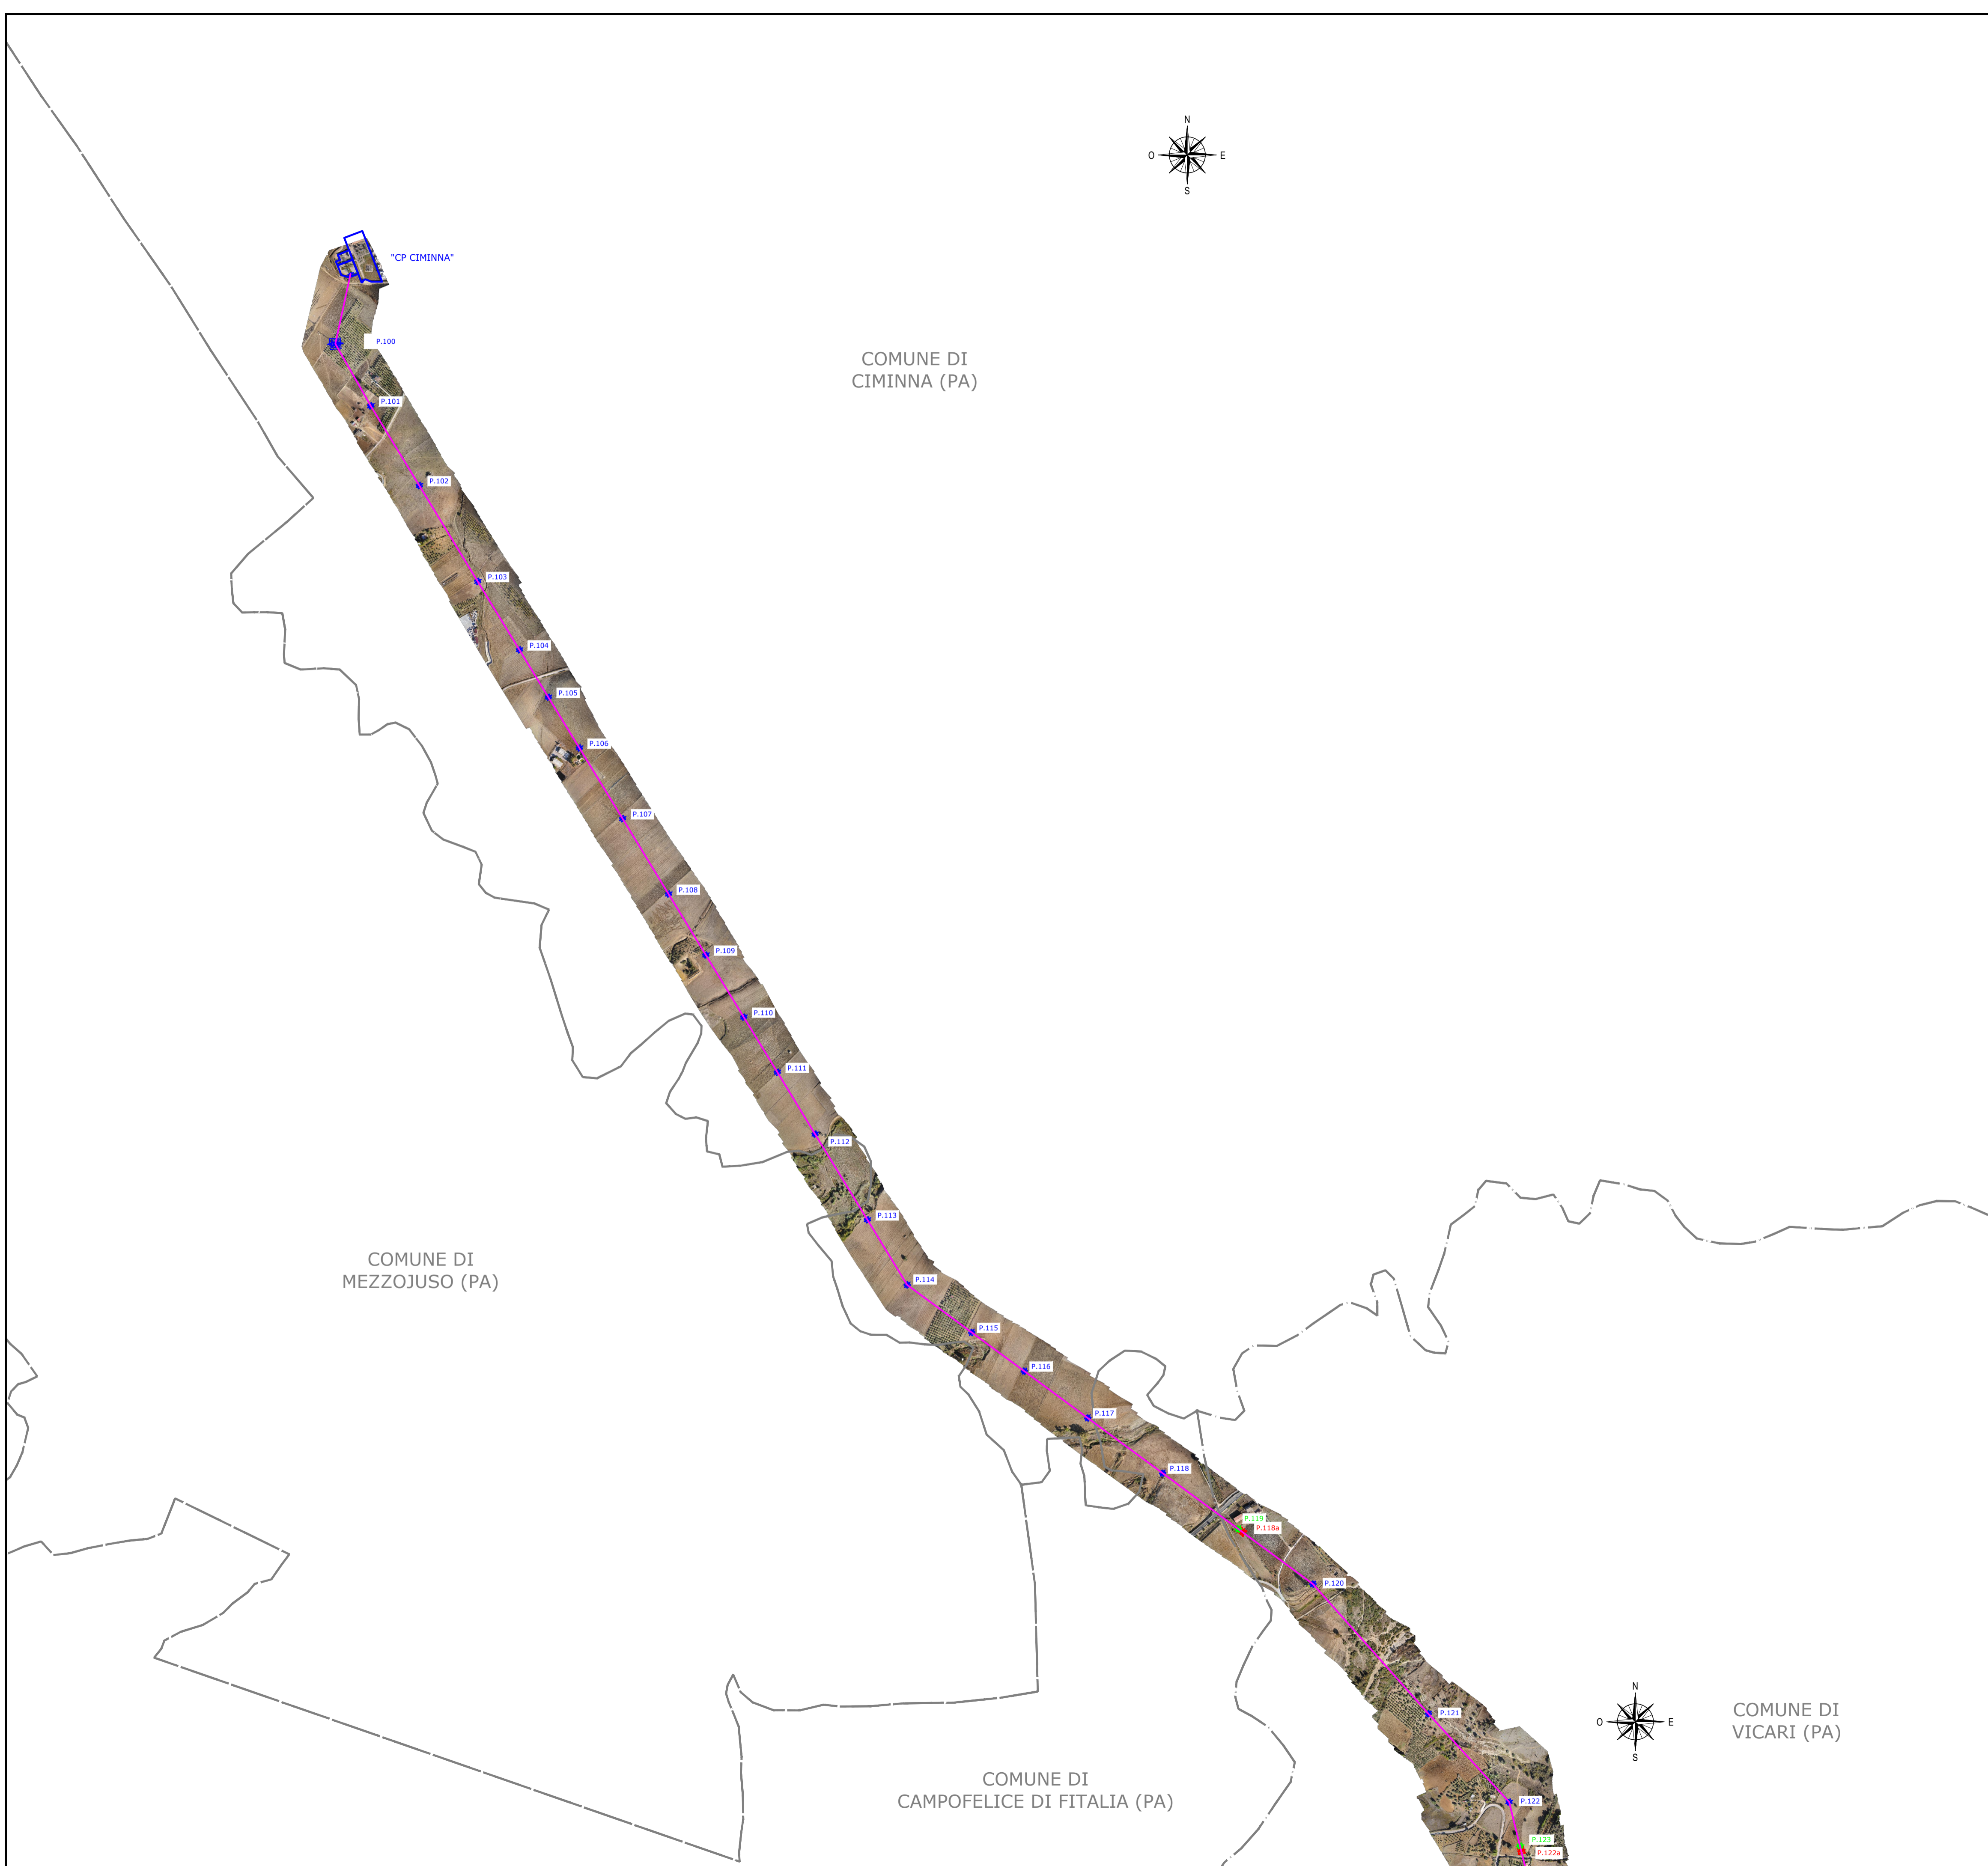 N
O
E
S
"CP CIMINNA"
P.100
COMUNE DI
CIMINNA (PA)
P.101
P.102
P.103
P.104
P.105
P.106
P.107
P.108
P.109
P.110
P.111
P.112
P.113
COMUNE DI
MEZZOJUSO (PA)
P.114
P.115
P.116
P.117
P.118
P.119
P.118a
P.120
N
O
E
S
COMUNE DI
VICARI (PA)
P.121
COMUNE DI
CAMPOFELICE DI FITALIA (PA)
P.122
P.123
P.122a